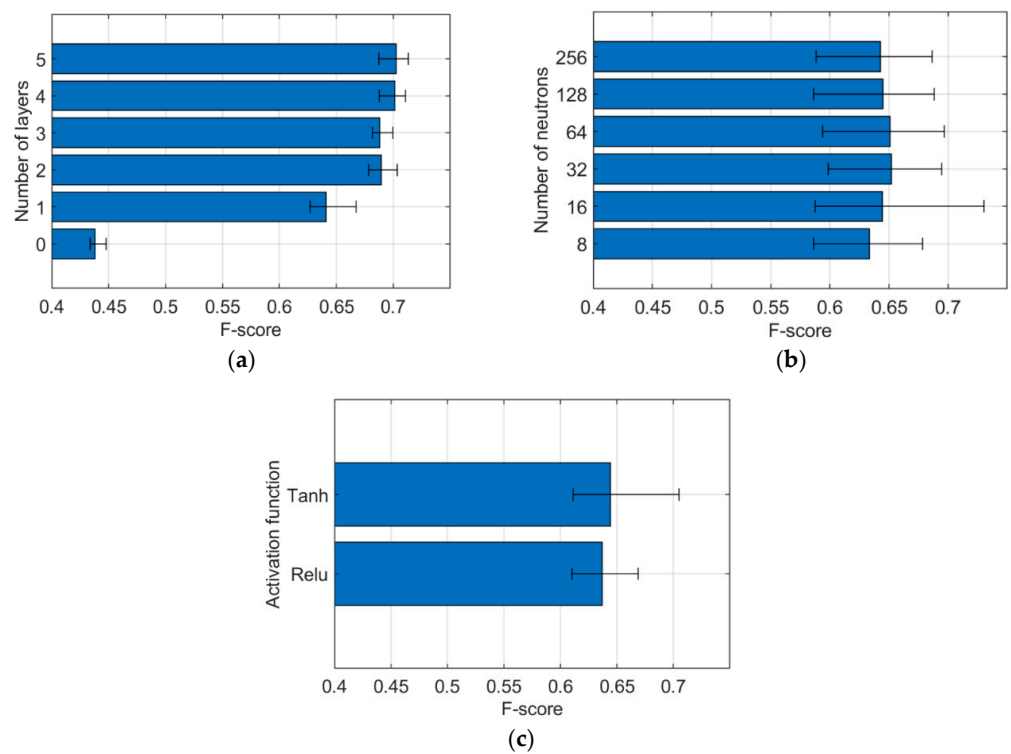 5
4
3
2
1
0
Number of layers
0.4 0.45 0.5 0.55 0.6 0.65 0.7
F-score
(a)
256
128
64
32
16
8
Number of neutrons
0.4 0.45 0.5 0.55 0.6 0.65 0.7
F-score
(b)
Tanh
Relu
Activation function
0.4 0.45 0.5 0.55 0.6 0.65 0.7
F-score
(c)